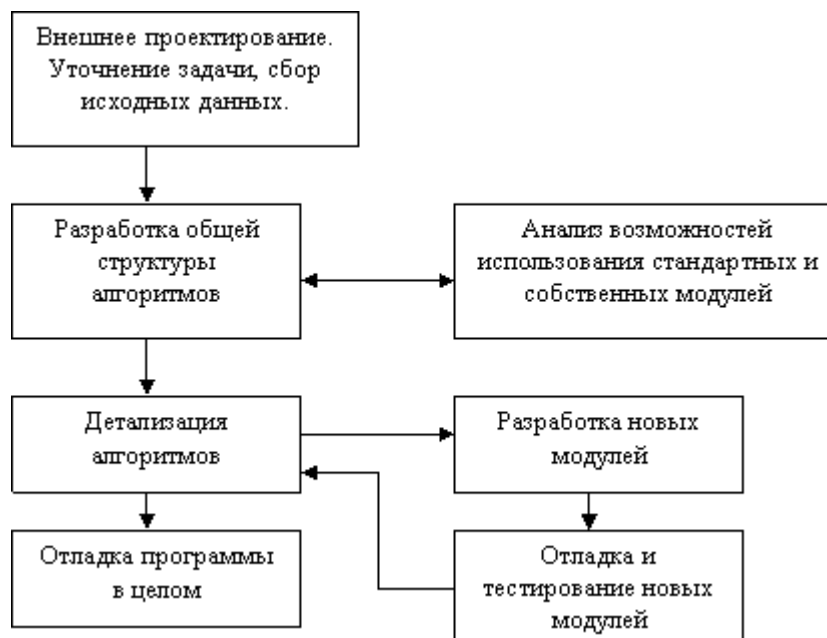 Внешнее проектирование.
Уточнение задачи, сбор
исходных данных.
Разработка общей
структуры
алгоритмов
Анализ возможностей
использования стандартных и
собственных модулей
Детализация
алгоритмов
Разработка новых
модулей
Отладка программы
в целом
Отладка и
тестирование новых
модулей